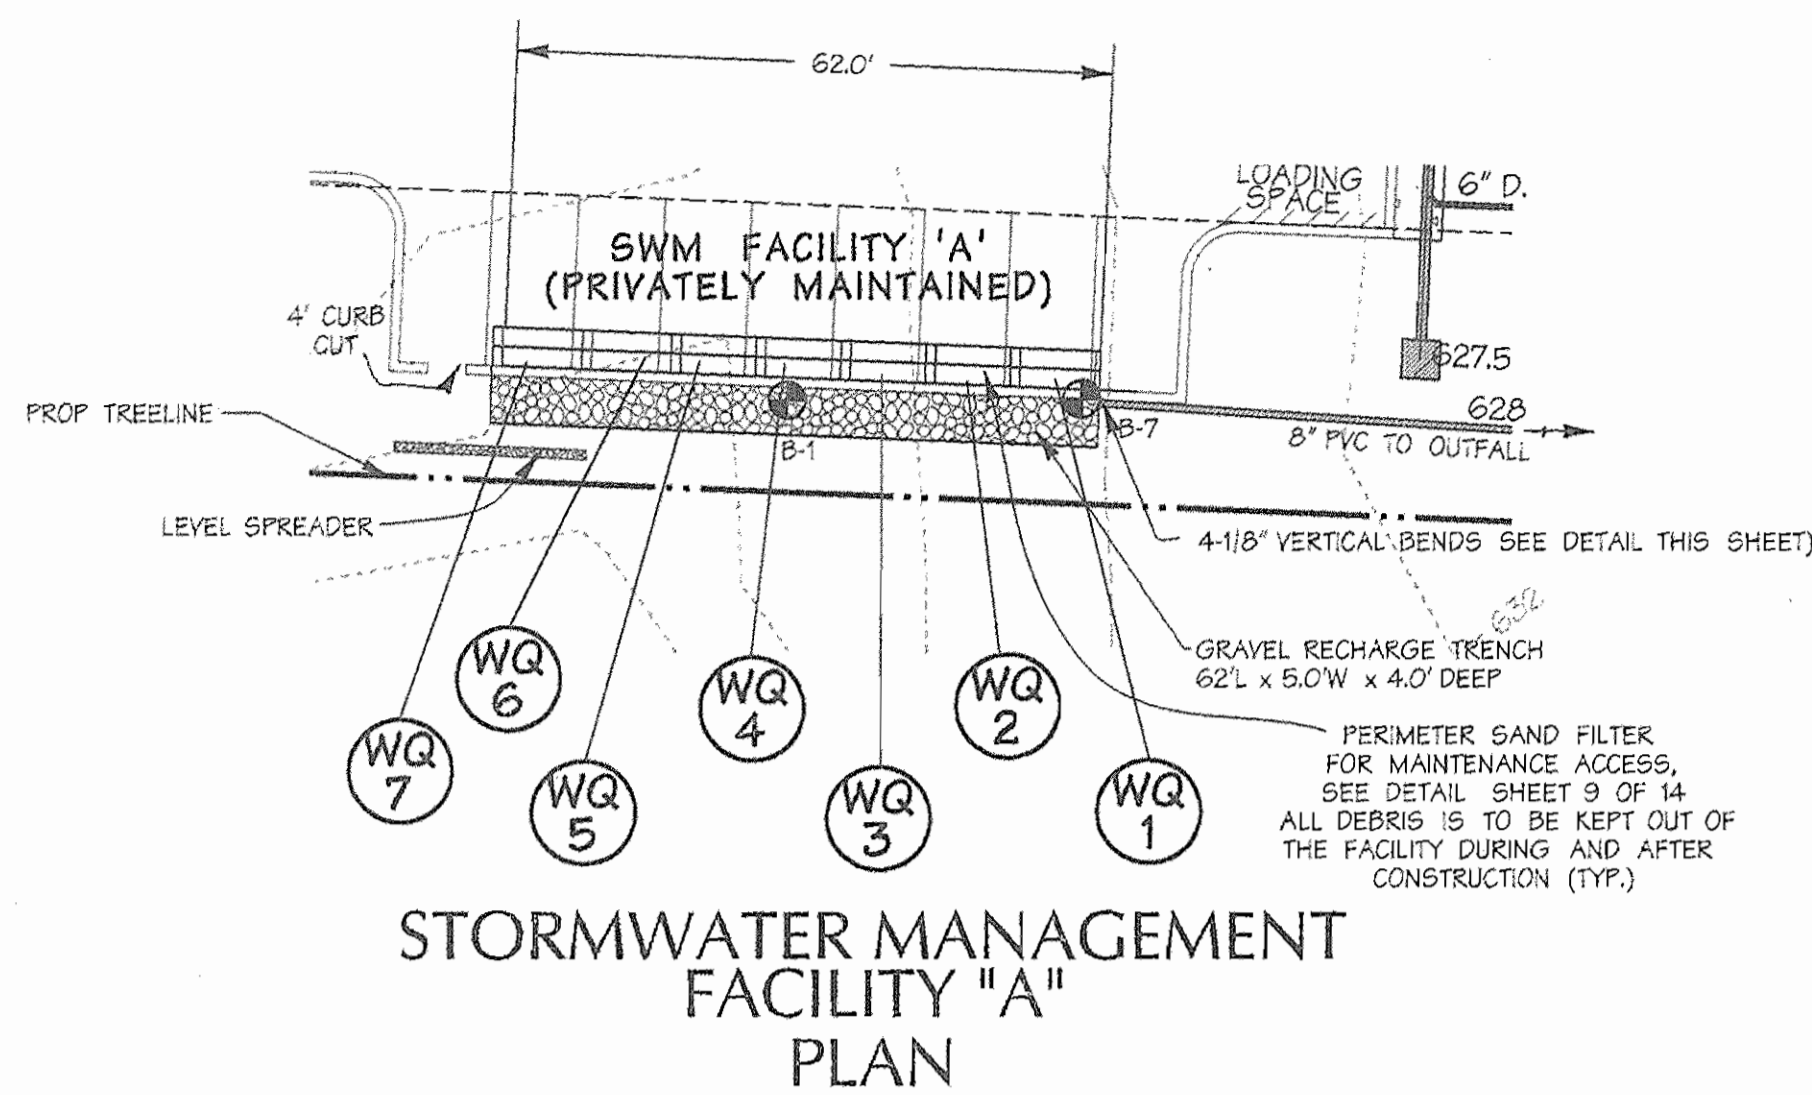 62.0'
LOADING
SPACE
6" D.
SWM FACILITY 'A'
(PRIVATELY MAINTAINED)
4' CURB
CUT
627.5
PROP TREELINE
628
B-7
8" PVC TO OUTFALL
B-1
LEVEL SPREADER
4-1/8" VERTICAL BENDS SEE DETAIL THIS SHEET)
632
GRAVEL RECHARGE TRENCH
62'L x 5.0'W x 4.0' DEEP
WQ
6
WQ
4
WQ
2
WQ
7
WQ
5
WQ
3
WQ
1
PERIMETER SAND FILTER
FOR MAINTENANCE ACCESS,
SEE DETAIL SHEET 9 OF 14
ALL DEBRIS IS TO BE KEPT OUT OF
THE FACILITY DURING AND AFTER
CONSTRUCTION (TYP.)
STORMWATER MANAGEMENT
FACILITY "A"
PLAN